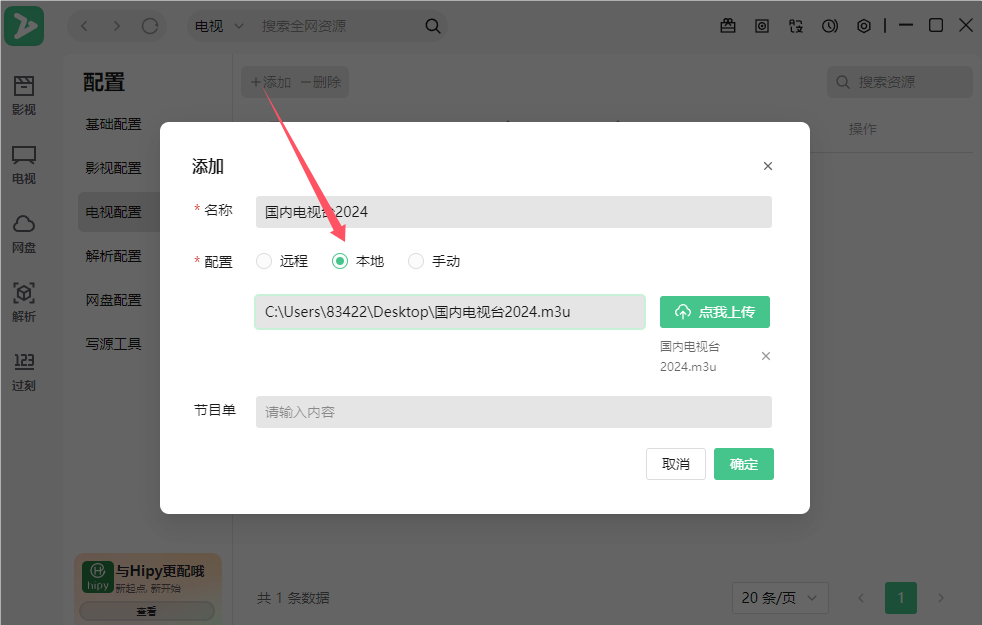 电视
搜索全网资源
配置
+添加 一删除
搜索资源
影视
基础配置
操作
影视配置
电视
电视配置
解析配置
网盘
网盘配置
解析
写源工具
123
过刻
添加
* 名称
国内电视台2024
* 配置
远程
本地
手动
C:\Users\83422\Desktop\国内电视台2024.m3u
点我上传
国内电视台
2024.m3u
节目单
请输入内容
取消
确定
hipy
与Hipy更配哦
新起点, 新开始
查看
共 1 条数据
20 条/页
1